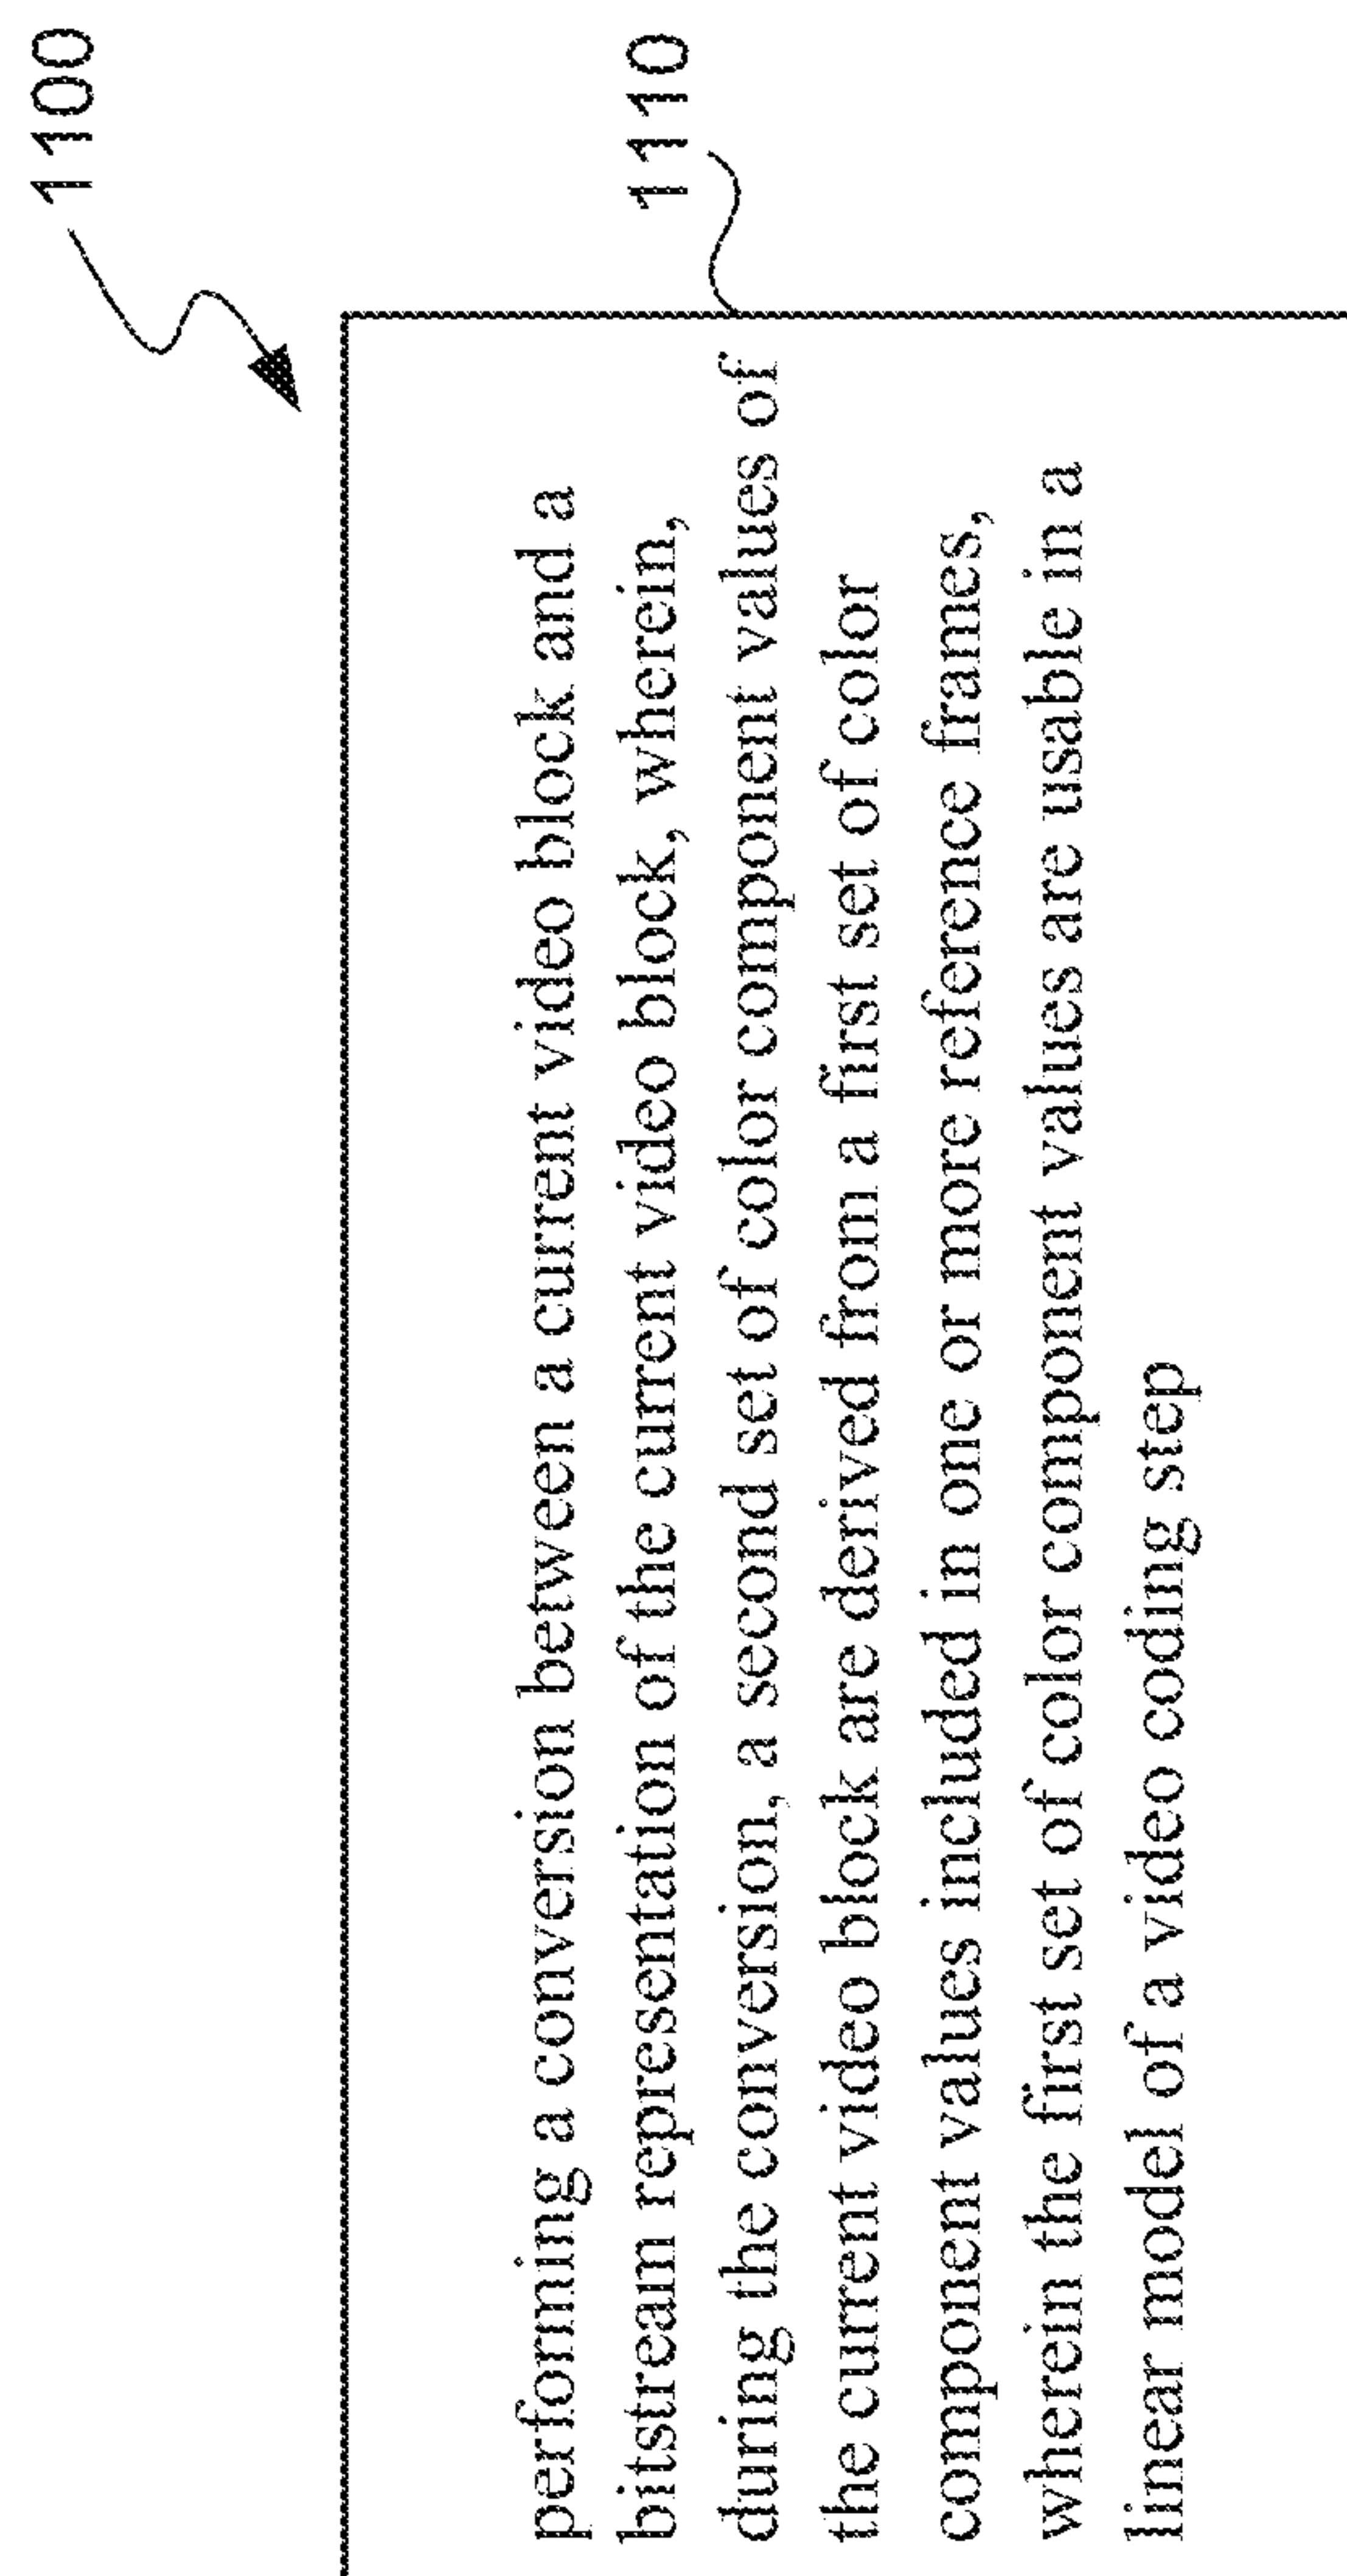 1100
1110
performing a conversion between a current video block and a
bitstream representation of the current video block, wherein,
during the conversion, a second set of color component values of
the current video block are derived from a first set of color
component values included in one or more reference frames,
wherein the first set of color component values are usable in a
linear model of a video coding step